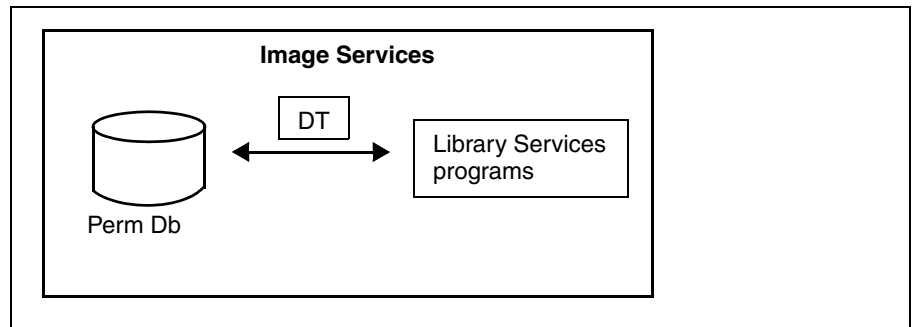 Image Services
DT
Library Services
programs
Perm Db